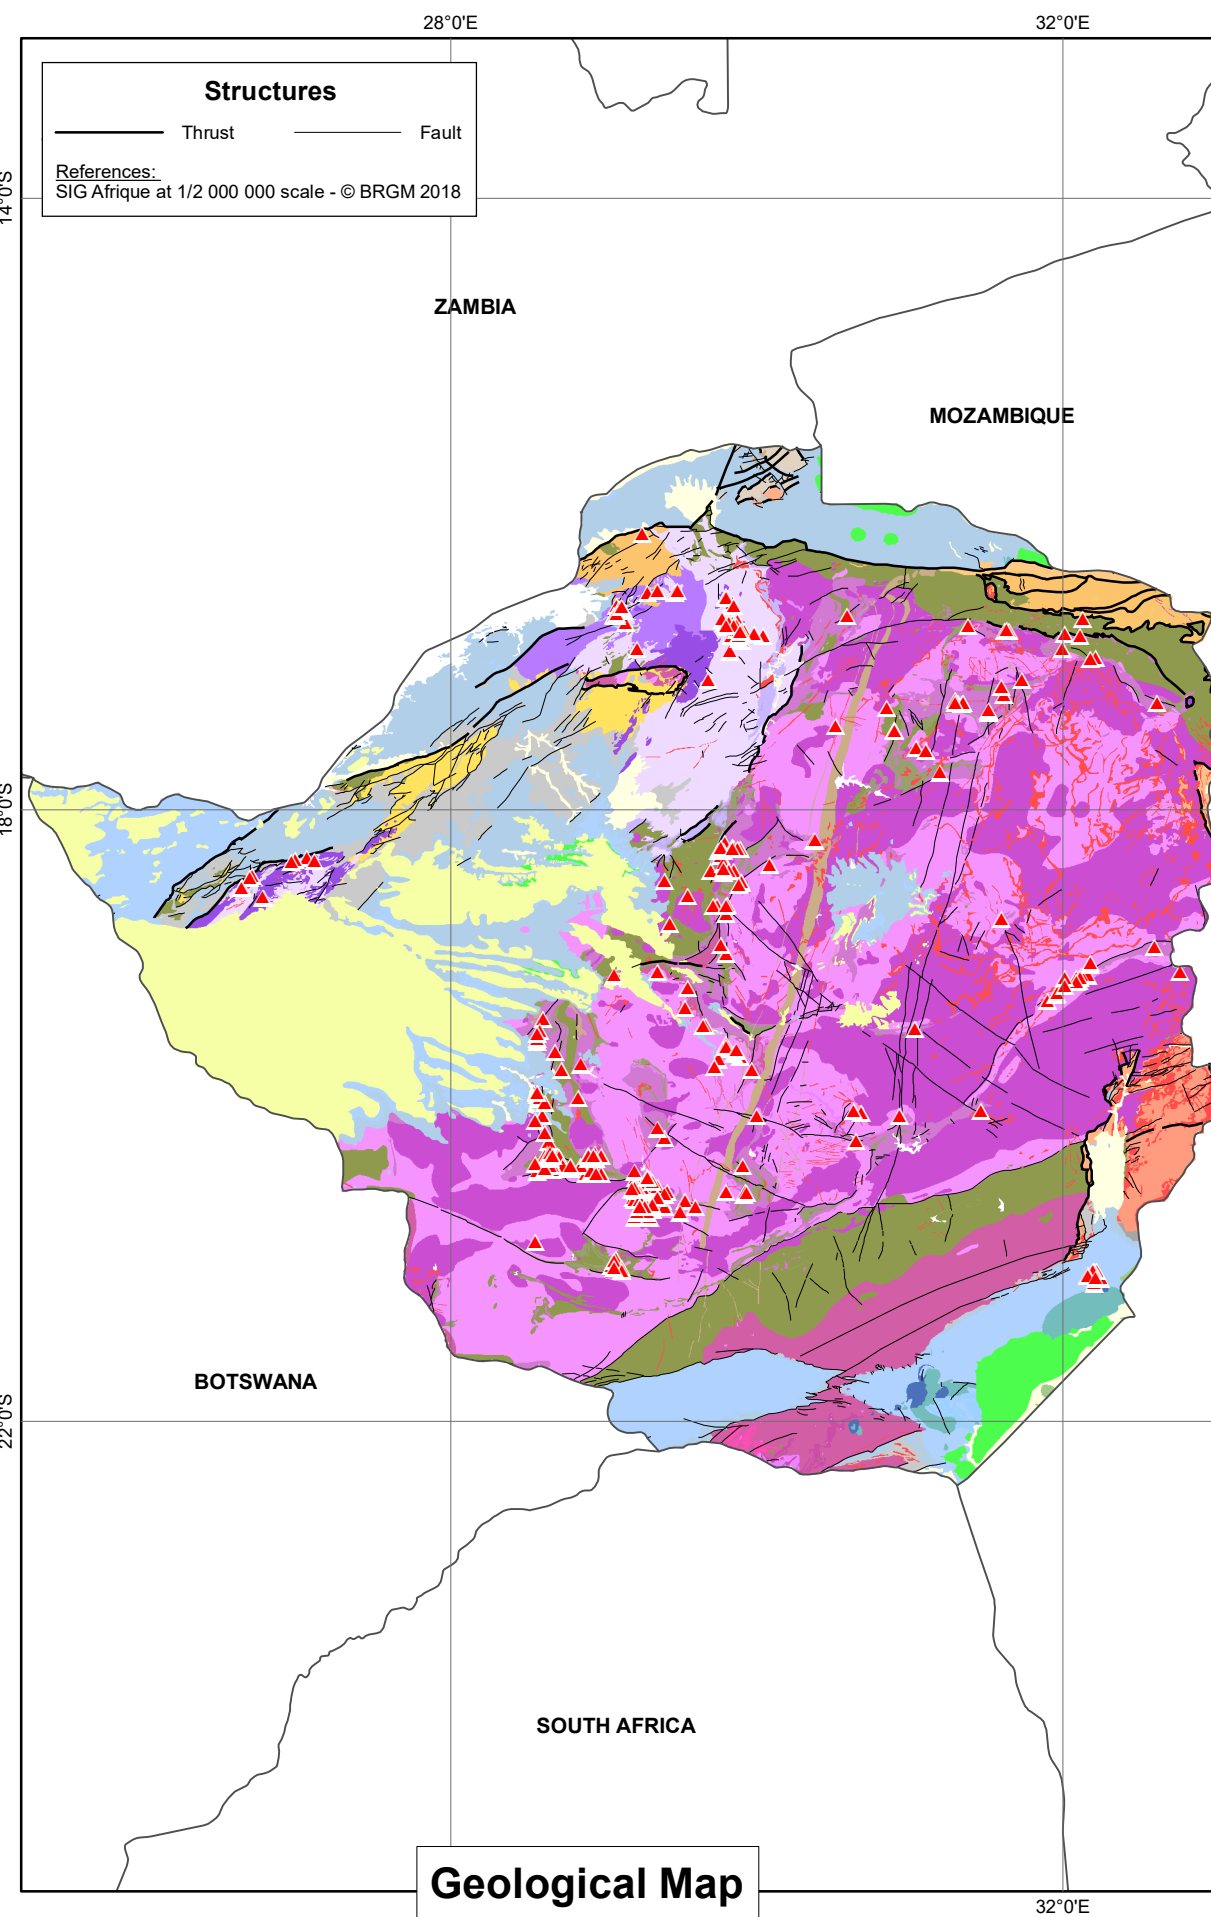 28°0'E
32°0'E
Structures
Thrust
Fault
References:
SIG Afrique at 1/2 000 000 scale - © BRGM 2018
14°0'S
ZAMBIA
MOZAMBIQUE
18°0'S
BOTSWANA
22°0'S
SOUTH AFRICA
Geological Map
32°0'E